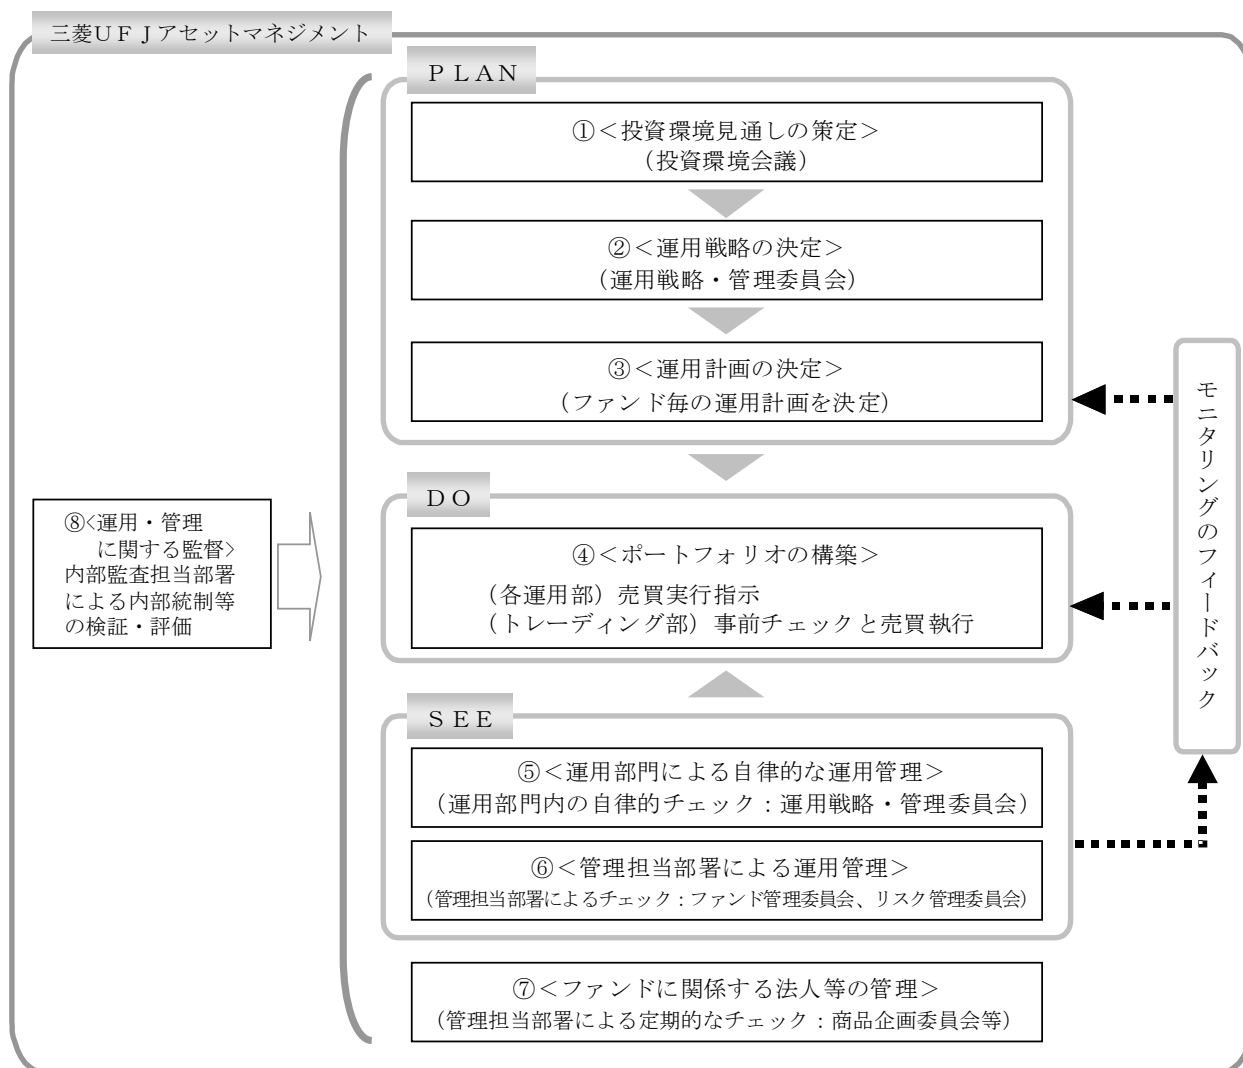 三菱ＵＦＪアセットマネジメント
ＰＬＡＮ
①＜投資環境見通しの策定＞
（投資環境会議）
②＜運用戦略の決定＞
（運用戦略・管理委員会）
③＜運用計画の決定＞
（ファンド毎の運用計画を決定）
ＤＯ
④＜ポートフォリオの構築＞
（各運用部）売買実行指示
（トレーディング部）事前チェックと売買執行
ＳＥＥ
⑤＜運用部門による自律的な運用管理＞
（運用部門内の自律的チェック：運用戦略・管理委員会）
⑥＜管理担当部署による運用管理＞
（管理担当部署によるチェック：ファンド管理委員会、リスク管理委員会）
⑦＜ファンドに関係する法人等の管理＞
（管理担当部署による定期的なチェック：商品企画委員会等）
⑧<運用・管理
に関する監督>
内部監査担当部署
による内部統制等
の検証・評価
モニタリングのフィードバック